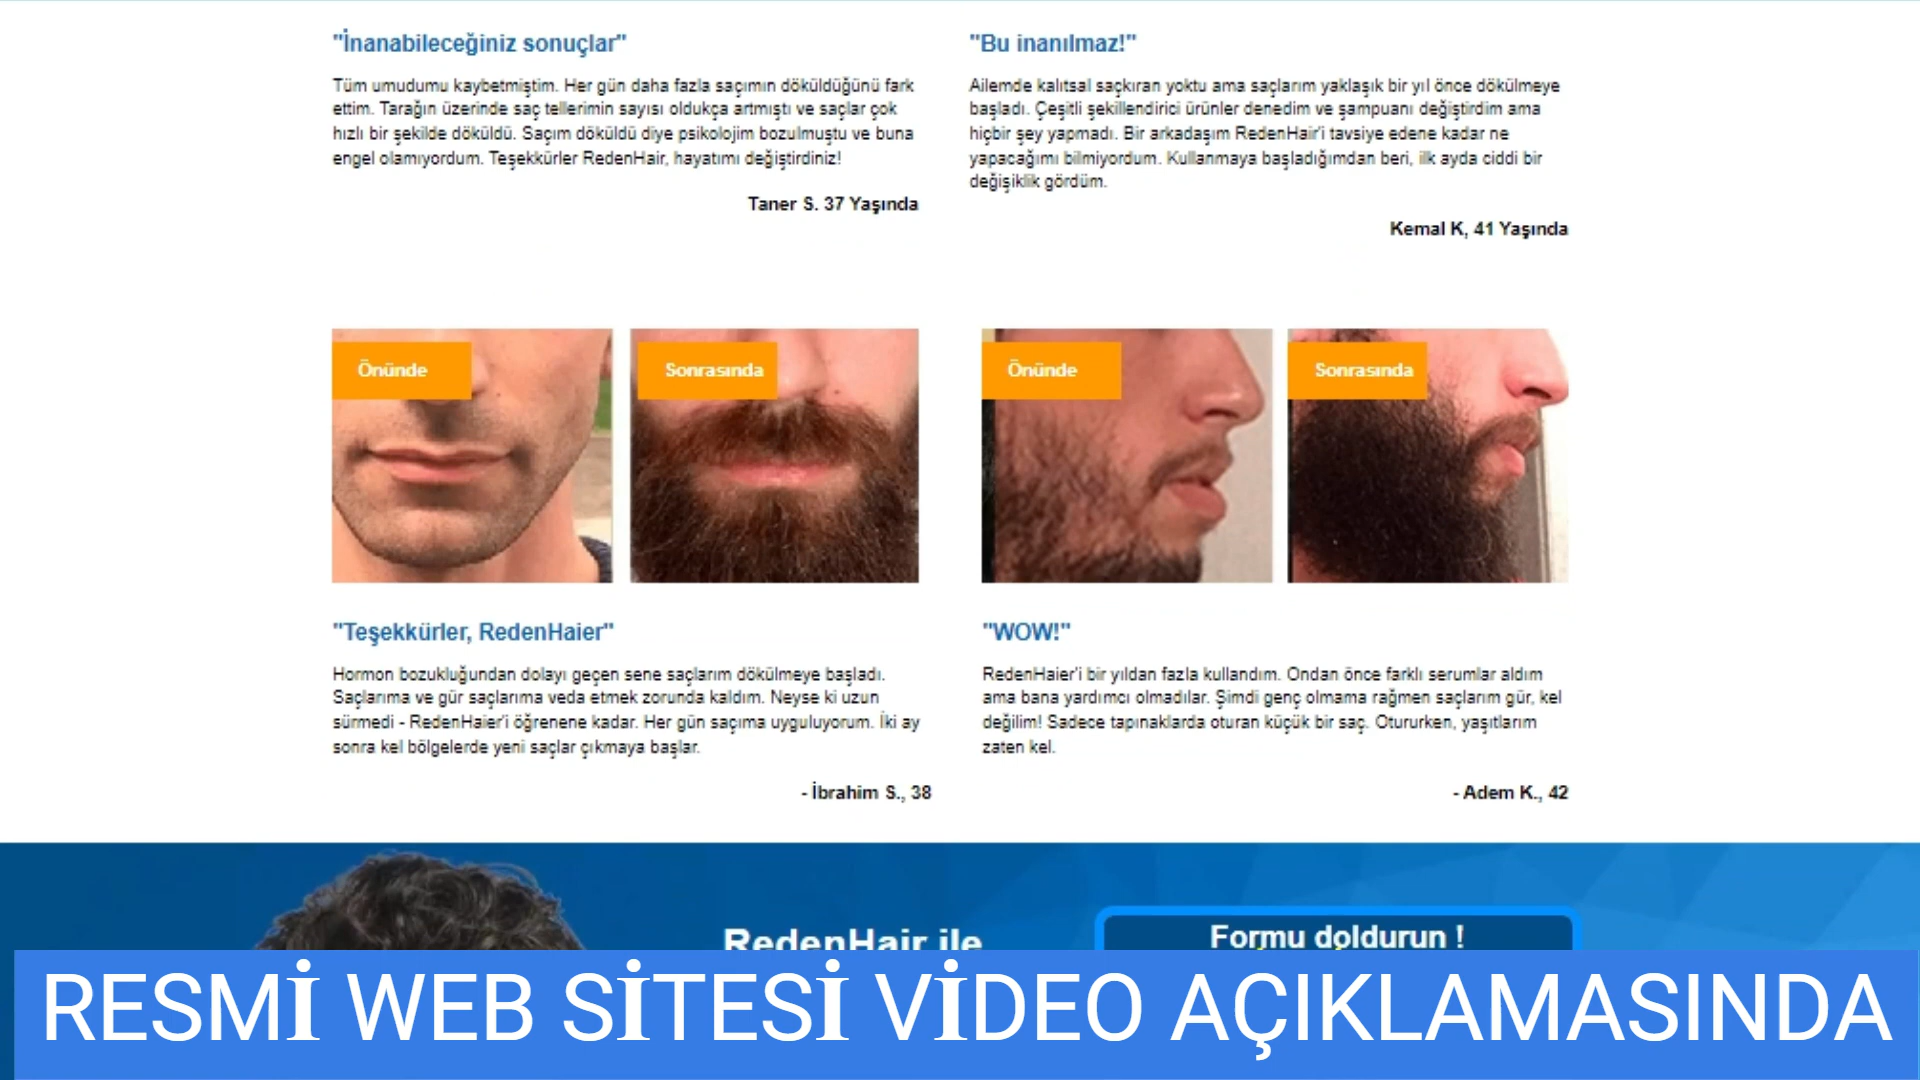 "İnanabileceğiniz sonuçlar"
Tüm umudumu kaybetmiştim. Her gün daha fazla saçımın döküldüğünü fark
ettim. Tarağın üzerinde saç tellerimin sayısı oldukça artmıştı ve saçlar çok
hızlı bir şekilde döküldü. Saçım döküldü diye psikolojim bozulmuştu ve buna
engel olamıyordum. Teşekkürler RedenHair, hayatımı değiştirdiniz!
Taner S. 37 Yaşında
"Bu inanılmaz!"
Ailemde kalıtsal saçkıran yoktu ama saçlarım yaklaşık bir yıl önce dökülmeye
başladı. Çeşitli şekillendirici ürünler denedim ve şampuanı değiştirdim ama
hiçbir şey yapmadı. Bir arkadaşım RedenHair'i tavsiye edene kadar ne
yapacağımı bilmiyordum. Kullanmaya başladığımdan beri, ilk ayda ciddi bir
değişiklik gördüm.
Kemal K, 41 Yaşında
Önünde
Sonrasında
Önünde
Sonrasında
"Teşekkürler, RedenHaier"
Hormon bozukluğundan dolayı geçen sene saçlarım dökülmeye başladı.
Saçlarıma ve gür saçlarıma veda etmek zorunda kaldım. Neyse ki uzun
sürmedi - RedenHaier'i öğrenene kadar. Her gün saçıma uyguluyorum. İki ay
sonra kel bölgelerde yeni saçlar çıkmaya başlar.
- İbrahim S., 38
"WOW!"
RedenHaier'i bir yıldan fazla kullandım. Ondan önce farklı serumlar aldım
ama bana yardımcı olmadılar. Şimdi genç olmama rağmen saçlarım gür, kel
değilim! Sadece tapınaklarda oturan küçük bir saç. Otururken, yaşıtlarım
zaten kel.
- Adem K., 42
RedenHair ile
Formu doldurun !
RESMİ WEB SİTESİ VİDEO AÇIKLAMASINDA